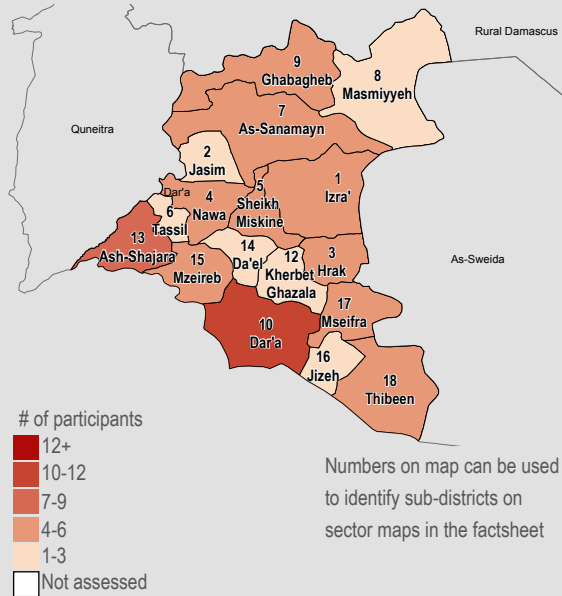 Rural Damascus
9
Ghabagheb
8
Masmiyyeh
7
As-Sanamayn
Quneitra
2
Jasim
1
Izra'
Dar'a
5
Sheikh
Miskine
4
Nawa
6
Tassil
13
Ash-Shajara
14
Da'el
12
Kherbet
Ghazala
3
Hrak
As-Sweida
15
Mzeireb
17
Mseifra
10
Dar'a
16
Jizeh
18
Thibeen
# of participants
12+
10-12
7-9
4-6
1-3
Not assessed
Numbers on map can be used
to identify sub-districts on
sector maps in the factsheet